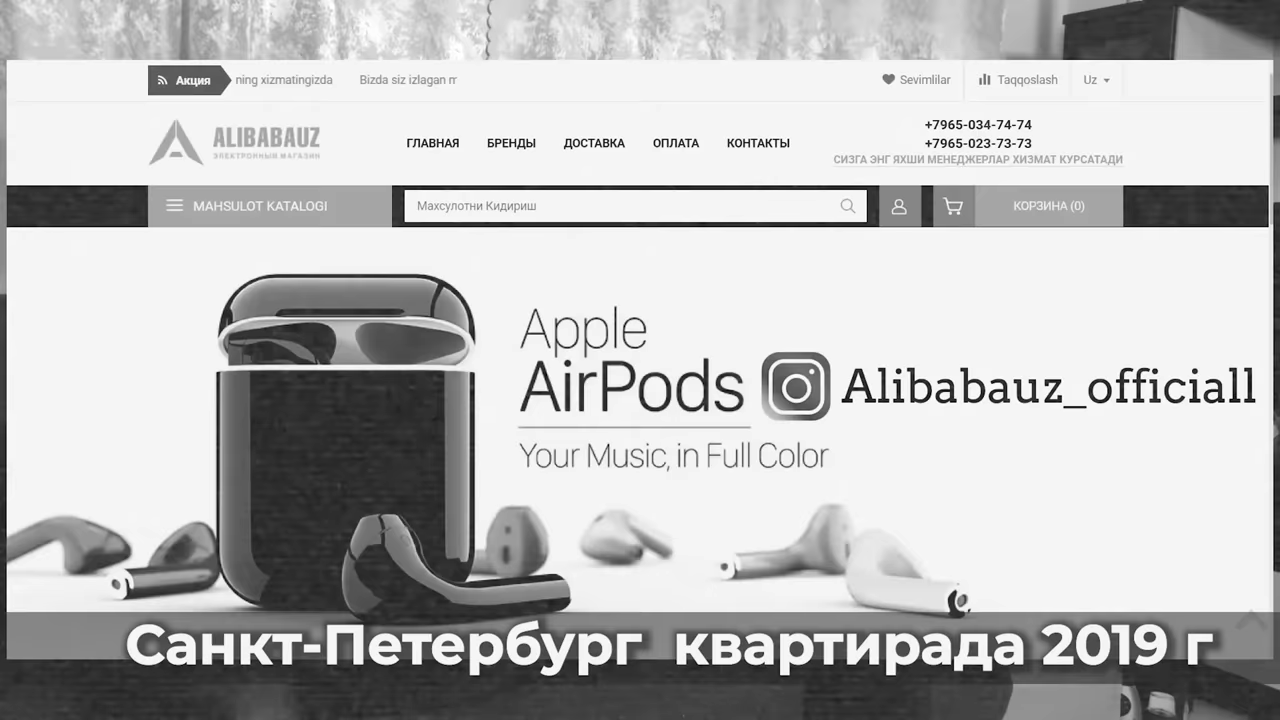 Акция ning xizmatingizda Bizda siz izlagan m
Sevimlilar Taqqoslash Uz
ALIBABAUZ
ЭЛЕКТРОННЫЙ МАГАЗИН
ГЛАВНАЯ БРЕНДЫ ДОСТАВКА ОПЛАТА КОНТАКТЫ
+7965-034-74-74
+7965-023-73-73
СИЗГА ЭНГ ЯХШИ МЕНЕДЖЕРЛАР ХИЗМАТ КУРСАТАДИ
MAHSULOT KATALOGI
Махсулотни Кидириш
КОРЗИНА (0)
Apple
AirPods
Alibabauz_officiall
Your Music, in Full Color
Санкт-Петербург квартирада 2019 г